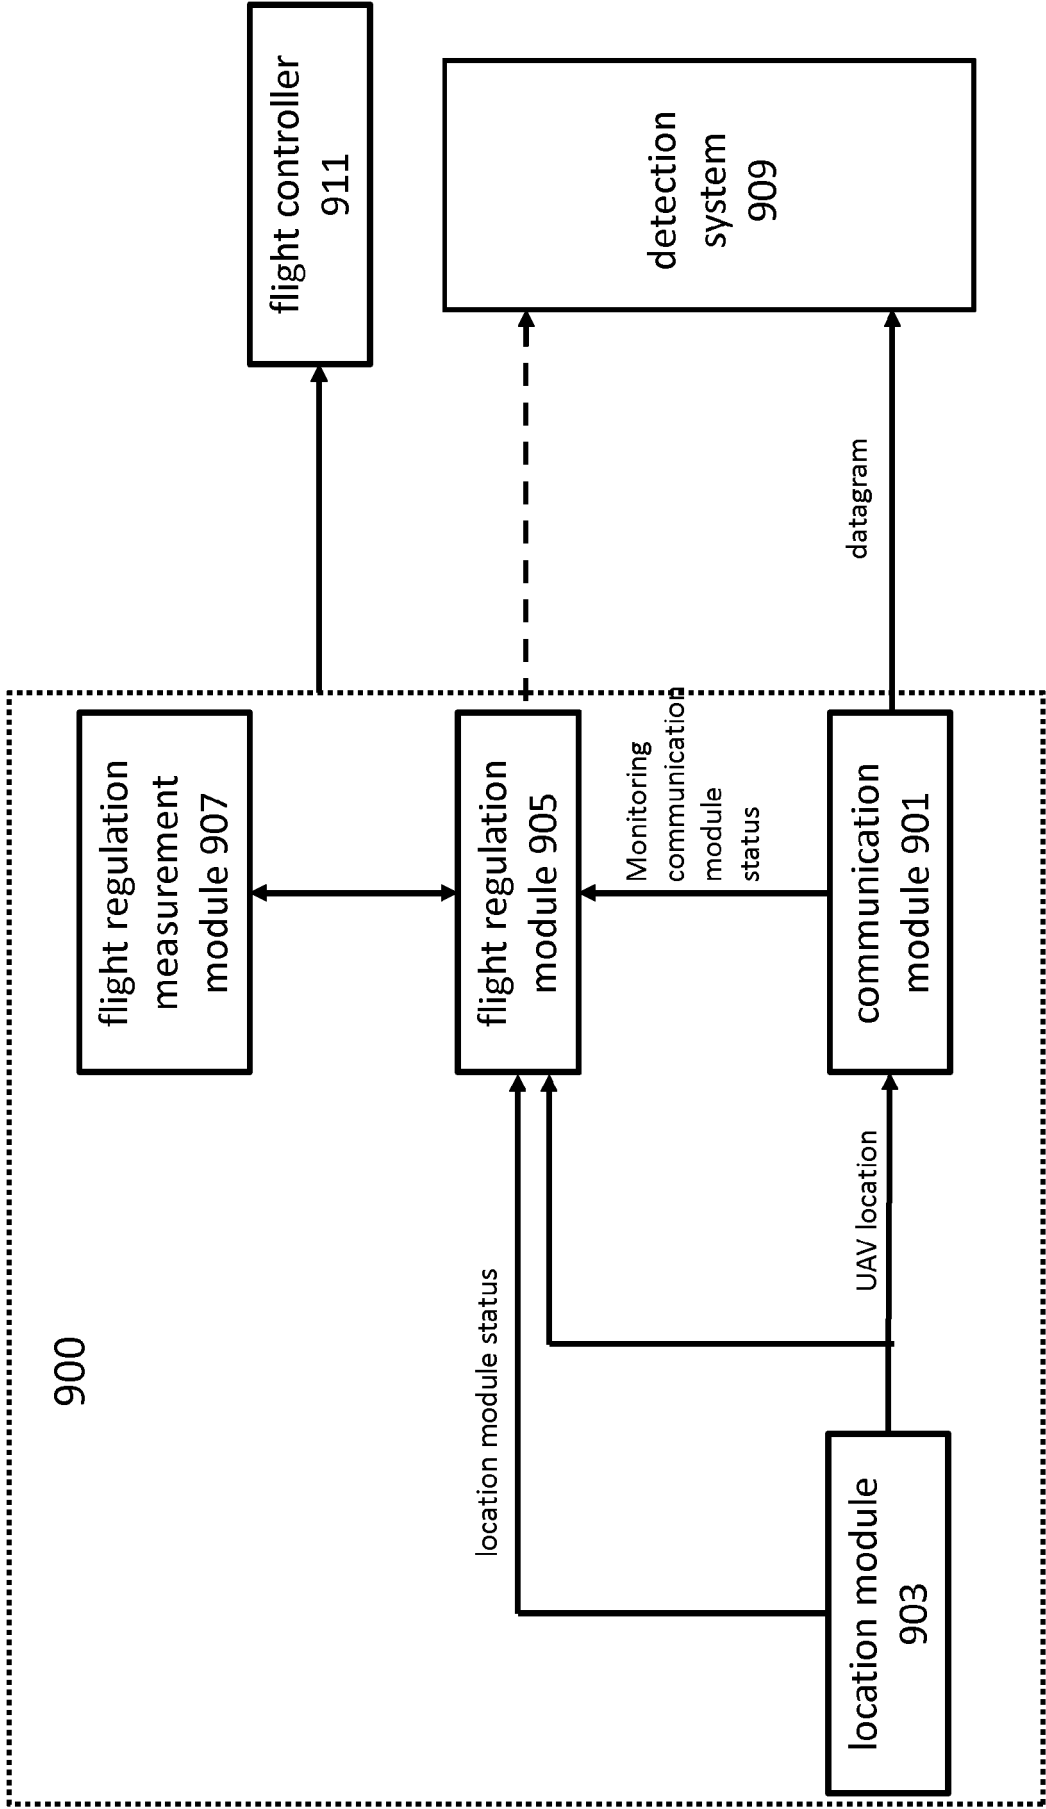 900
flight regulation
measurement
module 907
flight controller
911
location module status
flight regulation
module 905
Monitoring
communication
module
status
detection
system
909
location module
903
UAV location
communication
module 901
datagram